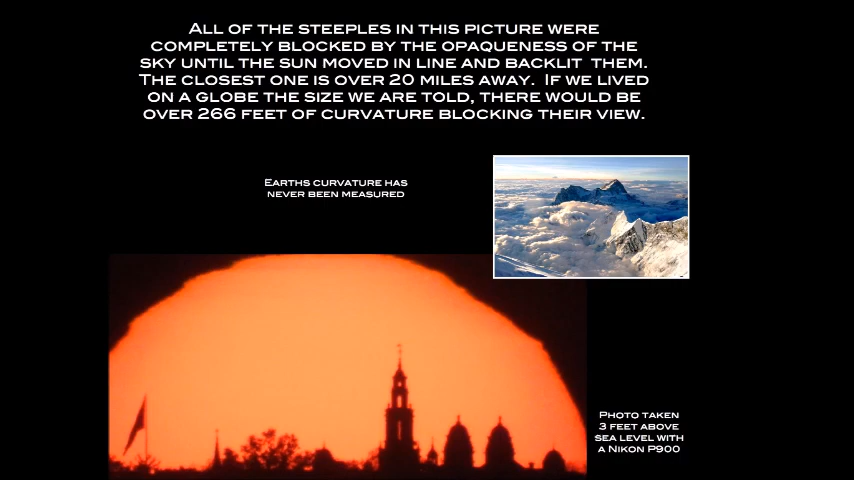 ALL OF THE STEEPLES IN THIS PICTURE WERE
COMPLETELY BLOCKED BY THE OPAQUENESS OF THE
SKY UNTIL THE SUN MOVED IN LINE AND BACKLIT THEM.
THE CLOSEST ONE IS OVER 20 MILES AWAY. IF WE LIVED
ON A GLOBE THE SIZE WE ARE TOLD, THERE WOULD BE
OVER 266 FEET OF CURVATURE BLOCKING THEIR VIEW.
EARTHS CURVATURE HAS
NEVER BEEN MEASURED
PHOTO TAKEN
3 FEET ABOVE
SEA LEVEL WITH
A NIKON P900